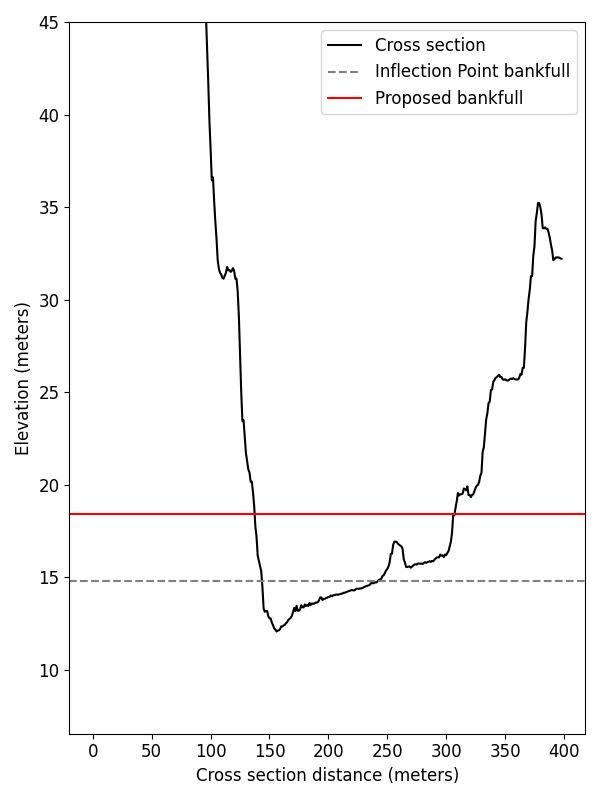 Cross section
Inflection Point bankfull
Proposed bankfull
45
40
35
30
25
20
15
10
Elevation (meters)
0 50 100 150 200 250 300 350 400
Cross section distance (meters)